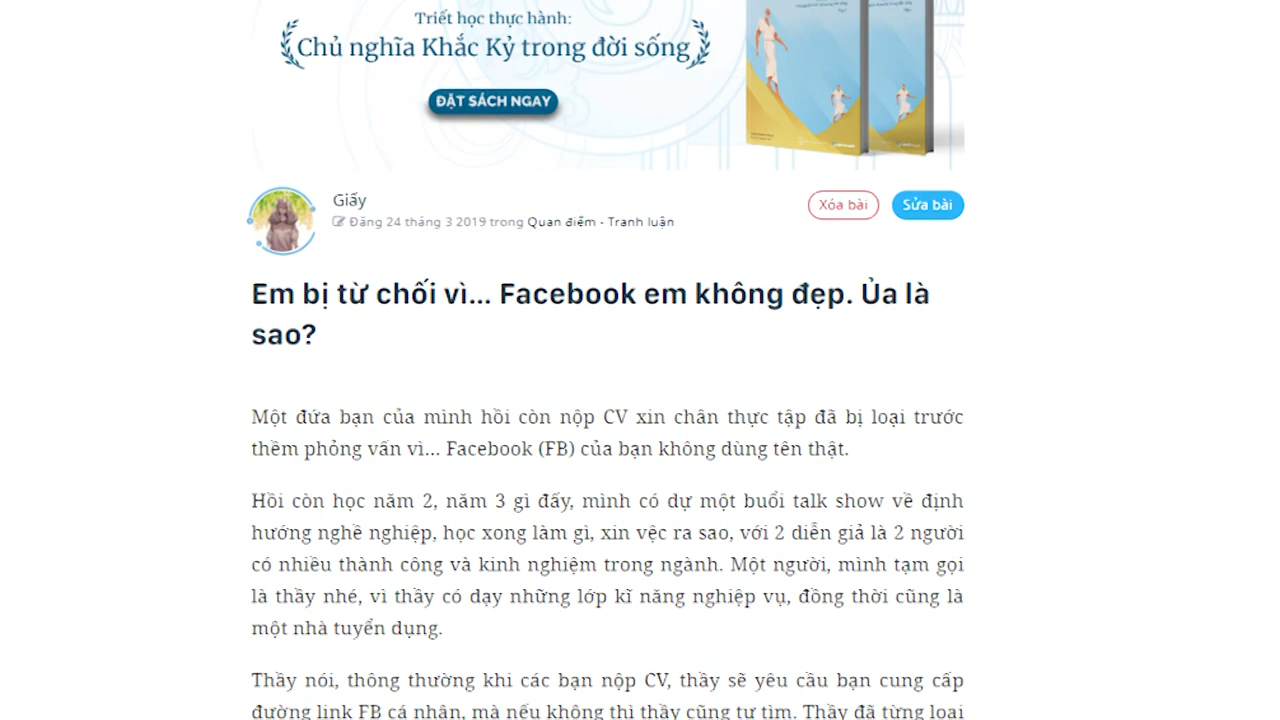 Triết học thực hành:
Chủ nghĩa Khắc Kỷ trong đời sống
ĐẶT SÁCH NGAY
Giấy
Đăng 24 tháng 3 2019 trong Quan điểm - Tranh luận
Xóa bài
Sửa bài
Em bị từ chối vì... Facebook em không đẹp. Ủa là
sao?
Một đứa bạn của mình hồi còn nộp CV xin chân thực tập đã bị loại trước
thềm phỏng vấn vì... Facebook (FB) của bạn không dùng tên thật.
Hồi còn học năm 2, năm 3 gì đấy, mình có dự một buổi talk show về định
hướng nghề nghiệp, học xong làm gì, xin vệc ra sao, với 2 diễn giả là 2 người
có nhiều thành công và kinh nghiệm trong ngành. Một người, mình tạm gọi
là thầy nhé, vì thầy có dạy những lớp kĩ năng nghiệp vụ, đồng thời cũng là
một nhà tuyển dụng.
Thầy nói, thông thường khi các bạn nộp CV, thầy sẽ yêu cầu bạn cung cấp
đường link FB cá nhân, mà nếu không thì thầy cũng tự tìm. Thầy đã từng loại